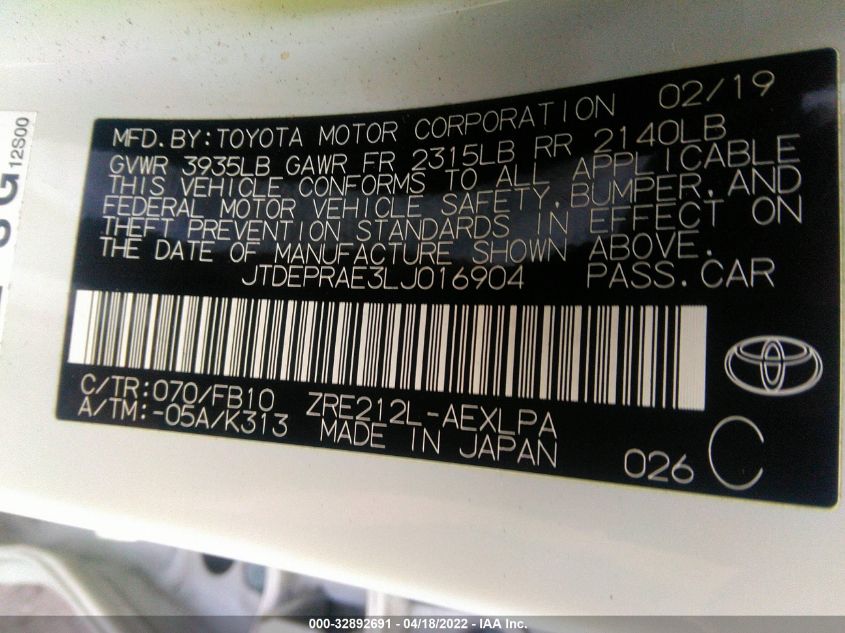 MFD. BY: TOYOTA MOTOR CORPORATION 02/19
GVWR 3935LB GAWR FR 2315LB RR 2140LB
THIS VEHICLE CONFORMS TO ALL APPLICABLE
FEDERAL MOTOR VEHICLE SAFETY, BUMPER, AND
THEFT PREVENTION STANDARDS IN EFFECT ON
THE DATE OF MANUFACTURE SHOWN ABOVE.
JTDEPRAE3LJ016904 PASS. CAR
C/TR: 070/FB10 ZRE212L-AEXLPA
A/TM: -05A/K313 MADE IN JAPAN
026 C
12S00
000-32892691 - 04/18/2022 - IAA Inc.